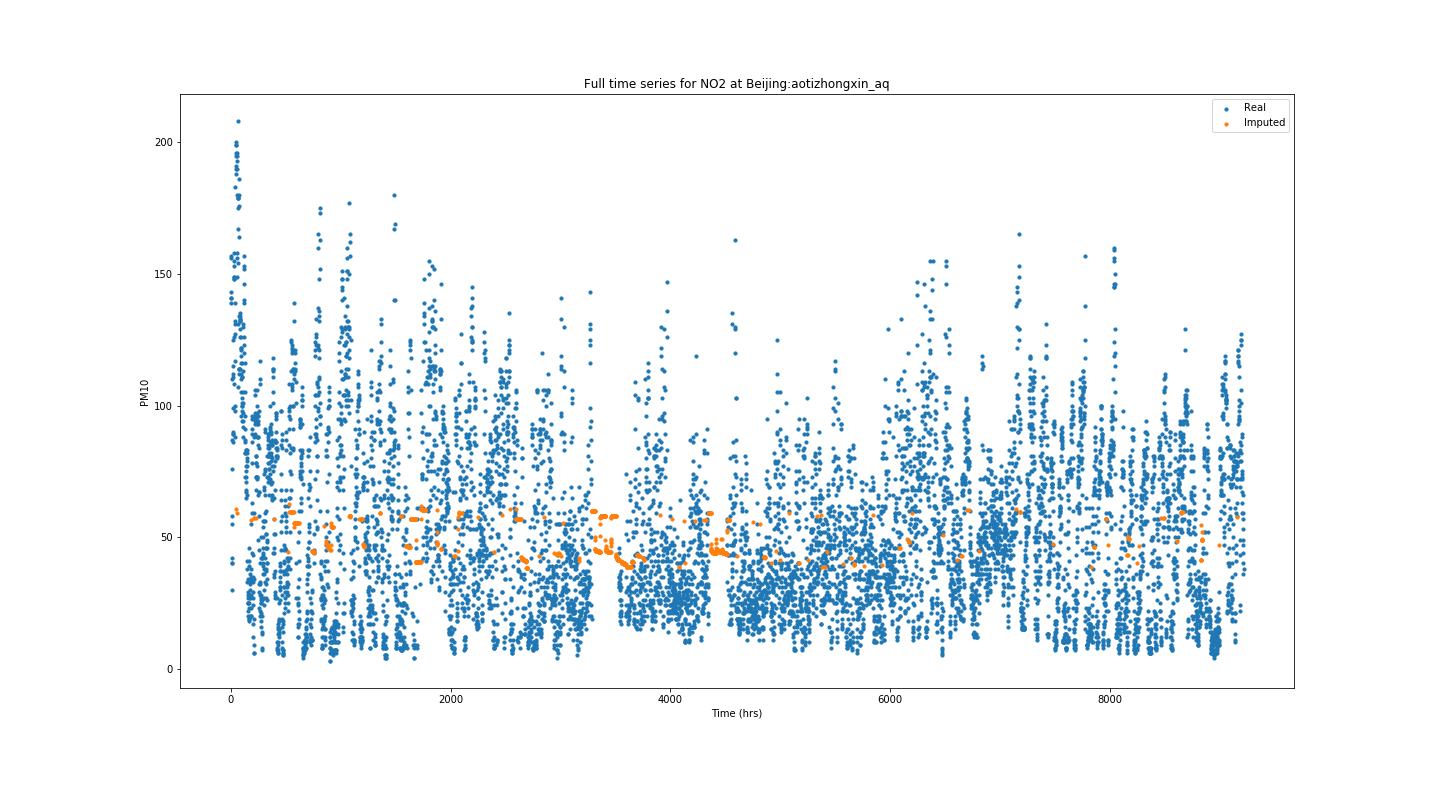 Full time series for NO2 at Beijing:aotizhongxin_aq
Real
Imputed
200
150
100
50
0
PM10
0 2000 4000 6000 8000
Time (hrs)